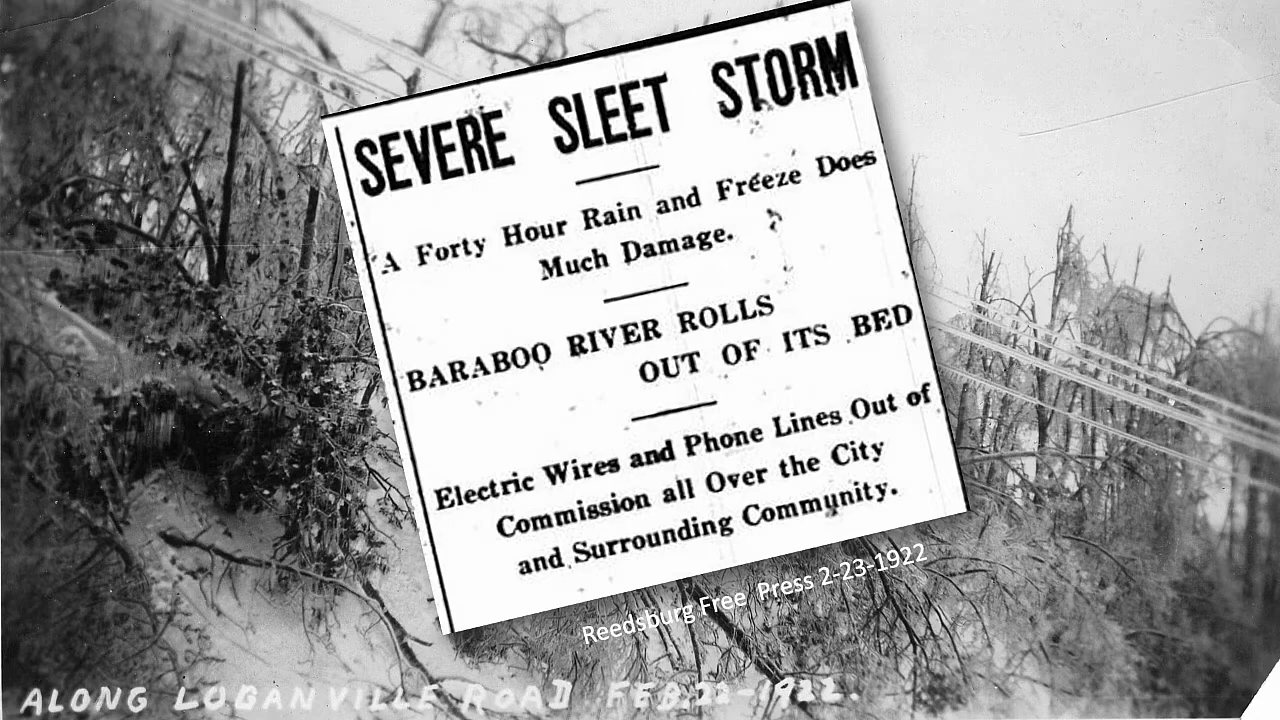 SEVERE SLEET STORM
A Forty Hour Rain and Freeze Does
Much Damage.
BARABOO RIVER ROLLS
OUT OF ITS BED
Electric Wires and Phone Lines Out of
Commission all Over the City
and Surrounding Community.
Reedsburg Free Press 2-23-1922
ALONG LOGANVILLE ROAD FEB. 22-1922.